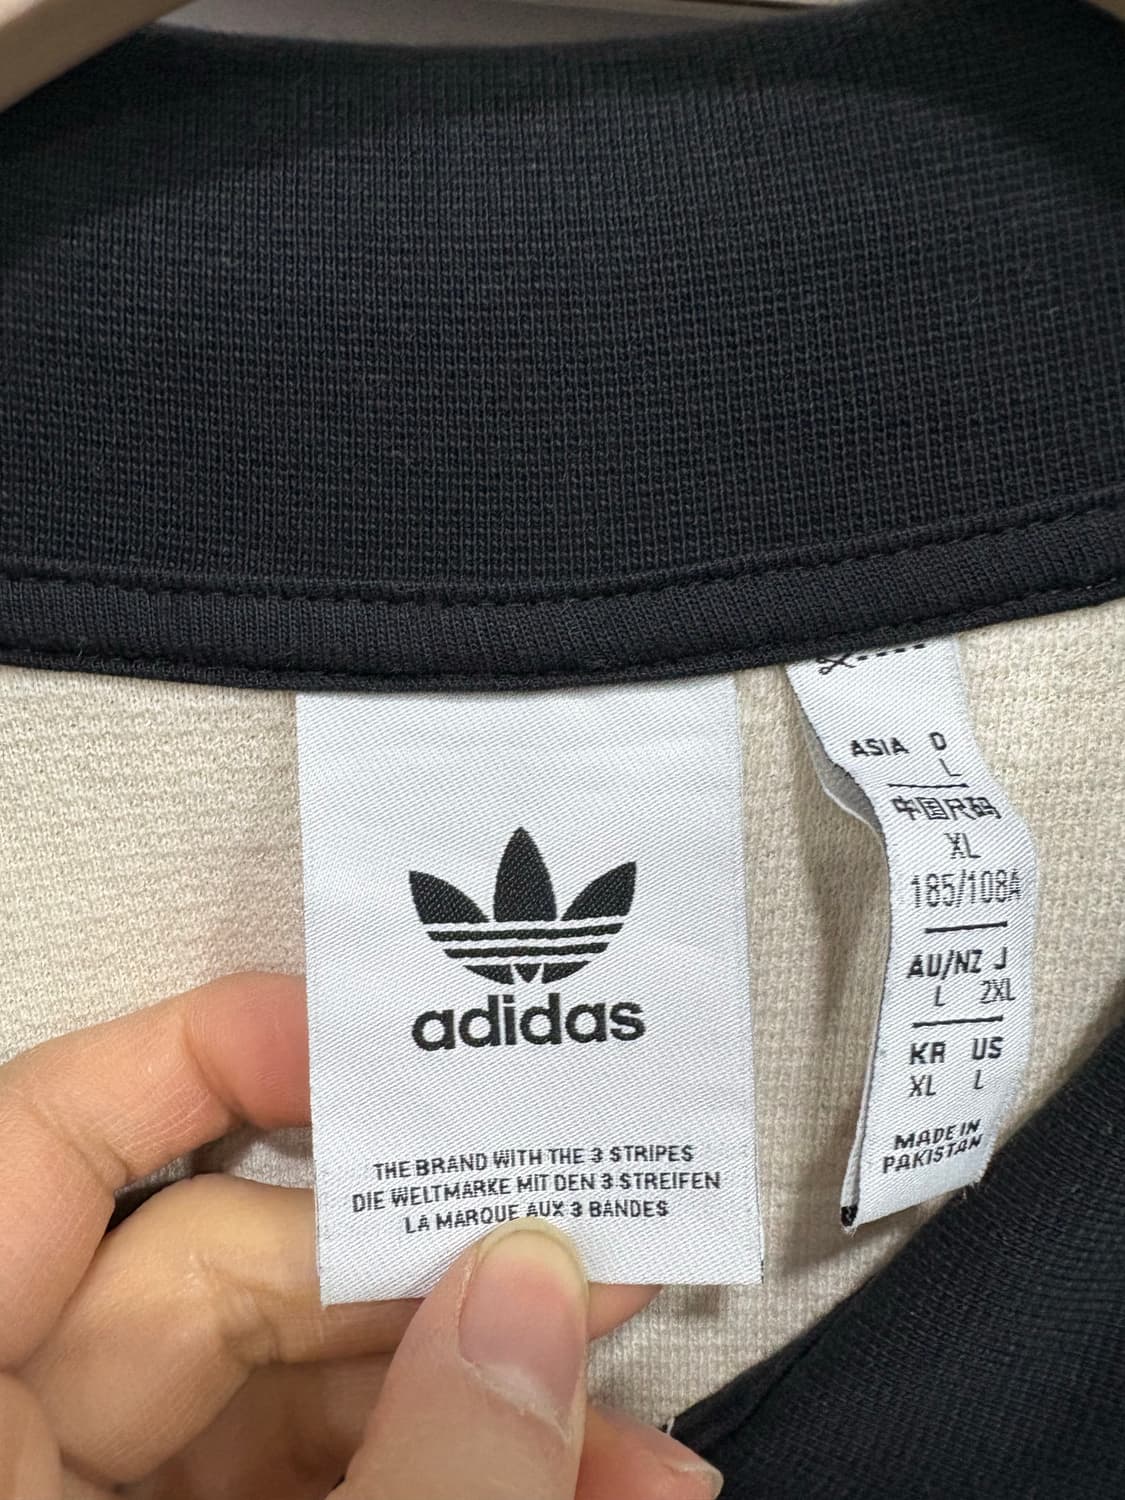 adidas
THE BRAND WITH THE 3 STRIPES
DIE WELTMARKE MIT DEN 3 STREIFEN
LA MARQUE AUX 3 BANDES
ASIA D
L
中国尺码
XL
185/108A
AU/NZ J
L 2XL
KR US
XL L
MADE IN
PAKISTAN